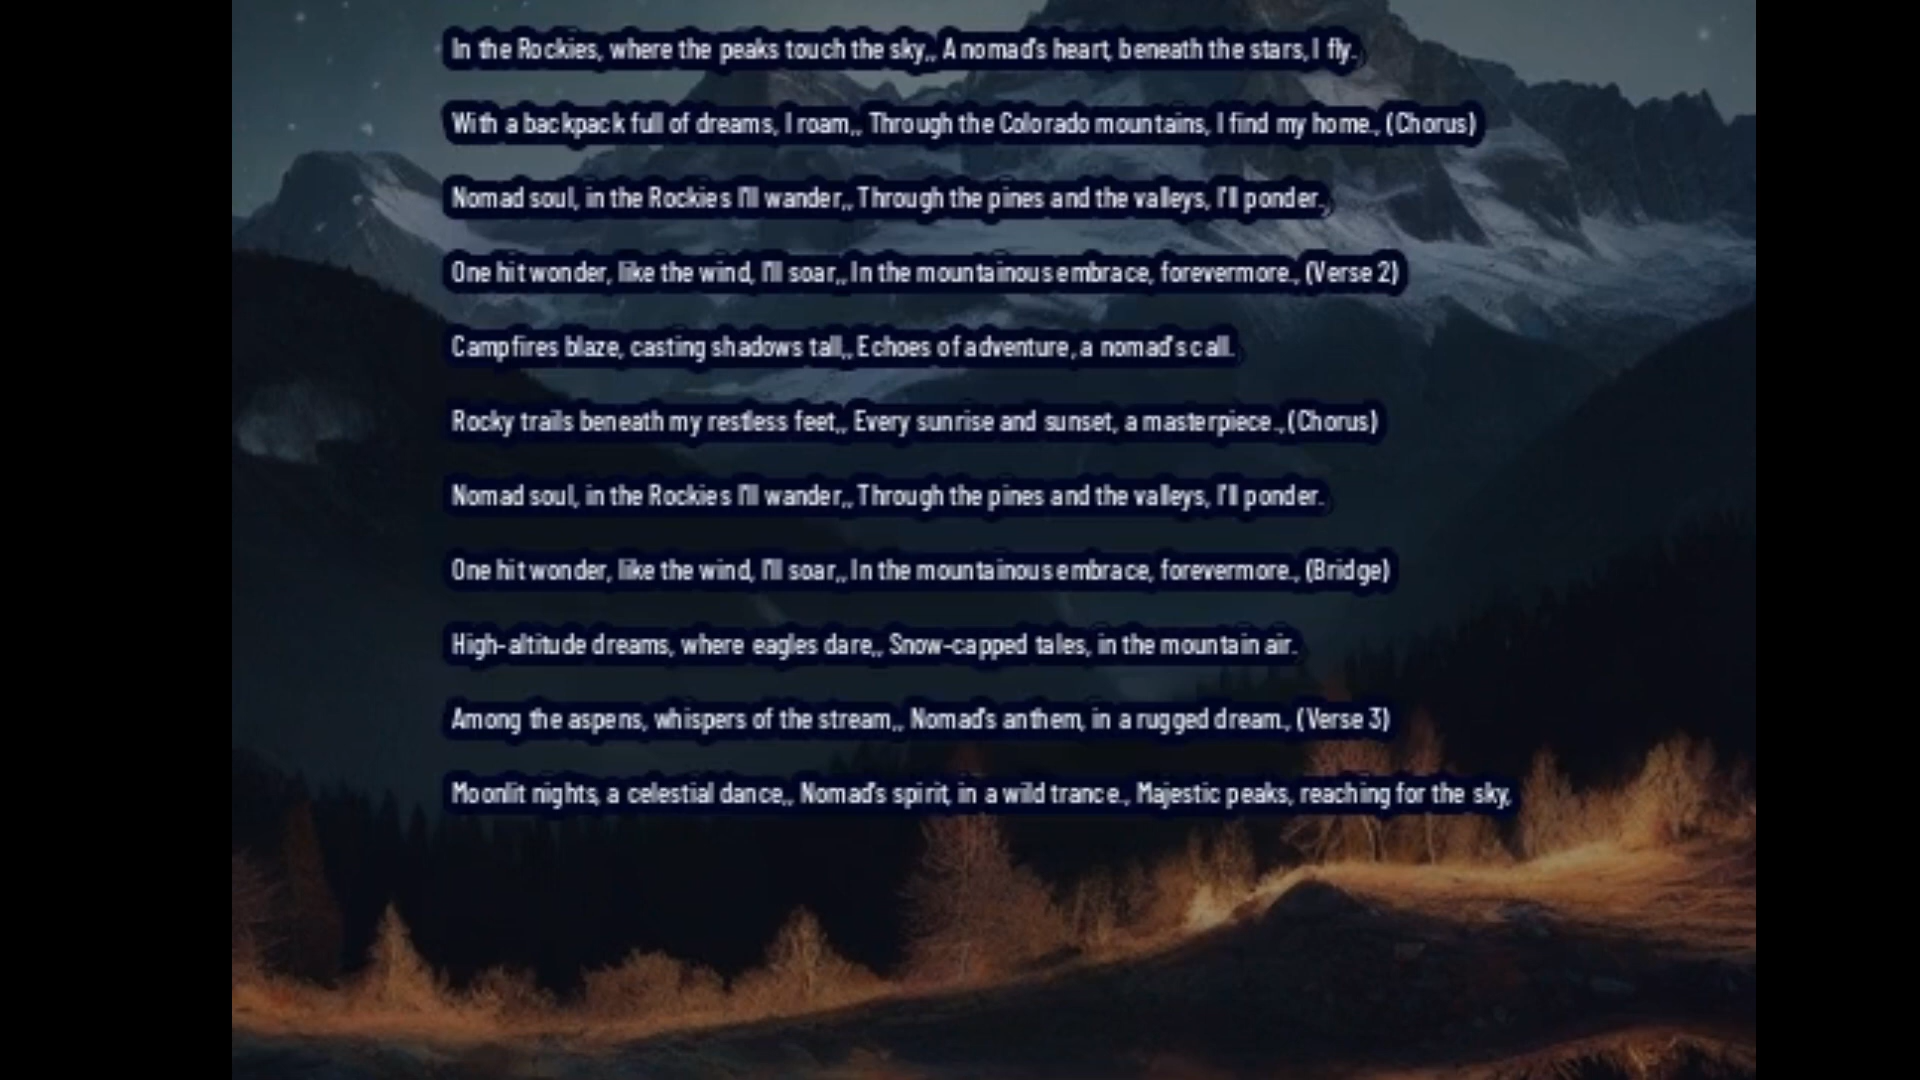 In the Rockies, where the peaks touch the sky,, A nomad's heart, beneath the stars, I fly.
With a backpack full of dreams, I roam,, Through the Colorado mountains, I find my home., (Chorus)
Nomad soul, in the Rockies I'll wander,, Through the pines and the valleys, I'll ponder.,
One hit wonder, like the wind, I'll soar,, In the mountainous embrace, forevermore., (Verse 2)
Campfires blaze, casting shadows tall,, Echoes of adventure, a nomad's call.
Rocky trails beneath my restless feet,, Every sunrise and sunset, a masterpiece., (Chorus)
Nomad soul, in the Rockies I'll wander,, Through the pines and the valleys, I'll ponder.
One hit wonder, like the wind, I'll soar,, In the mountainous embrace, forevermore., (Bridge)
High-altitude dreams, where eagles dare,, Snow-capped tales, in the mountain air.
Among the aspens, whispers of the stream,, Nomad's anthem, in a rugged dream., (Verse 3)
Moonlit nights, a celestial dance,, Nomad's spirit, in a wild trance., Majestic peaks, reaching for the sky,